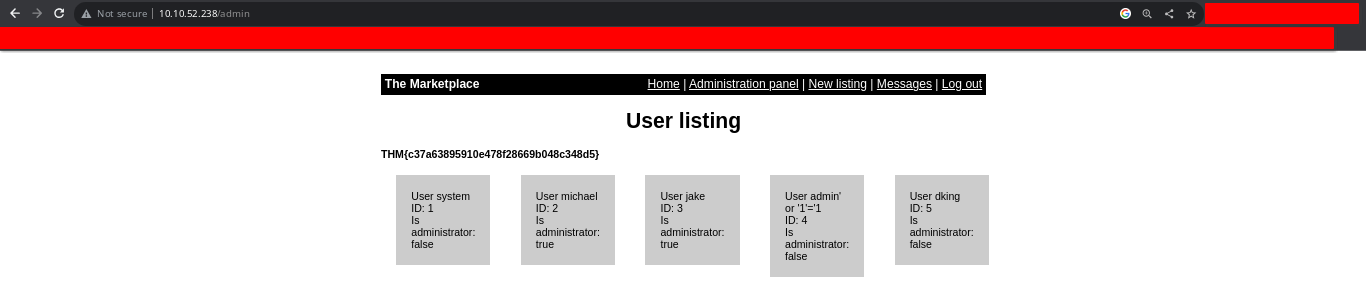 Not secure | 10.10.52.238/admin
The Marketplace
Home | Administration panel | New listing | Messages | Log out
User listing
THM{c37a63895910e478f28669b048c348d5}
User system
ID: 1
Is
administrator:
false
User michael
ID: 2
Is
administrator:
true
User jake
ID: 3
Is
administrator:
true
User admin'
or '1'='1
ID: 4
Is
administrator:
false
User dking
ID: 5
Is
administrator:
false